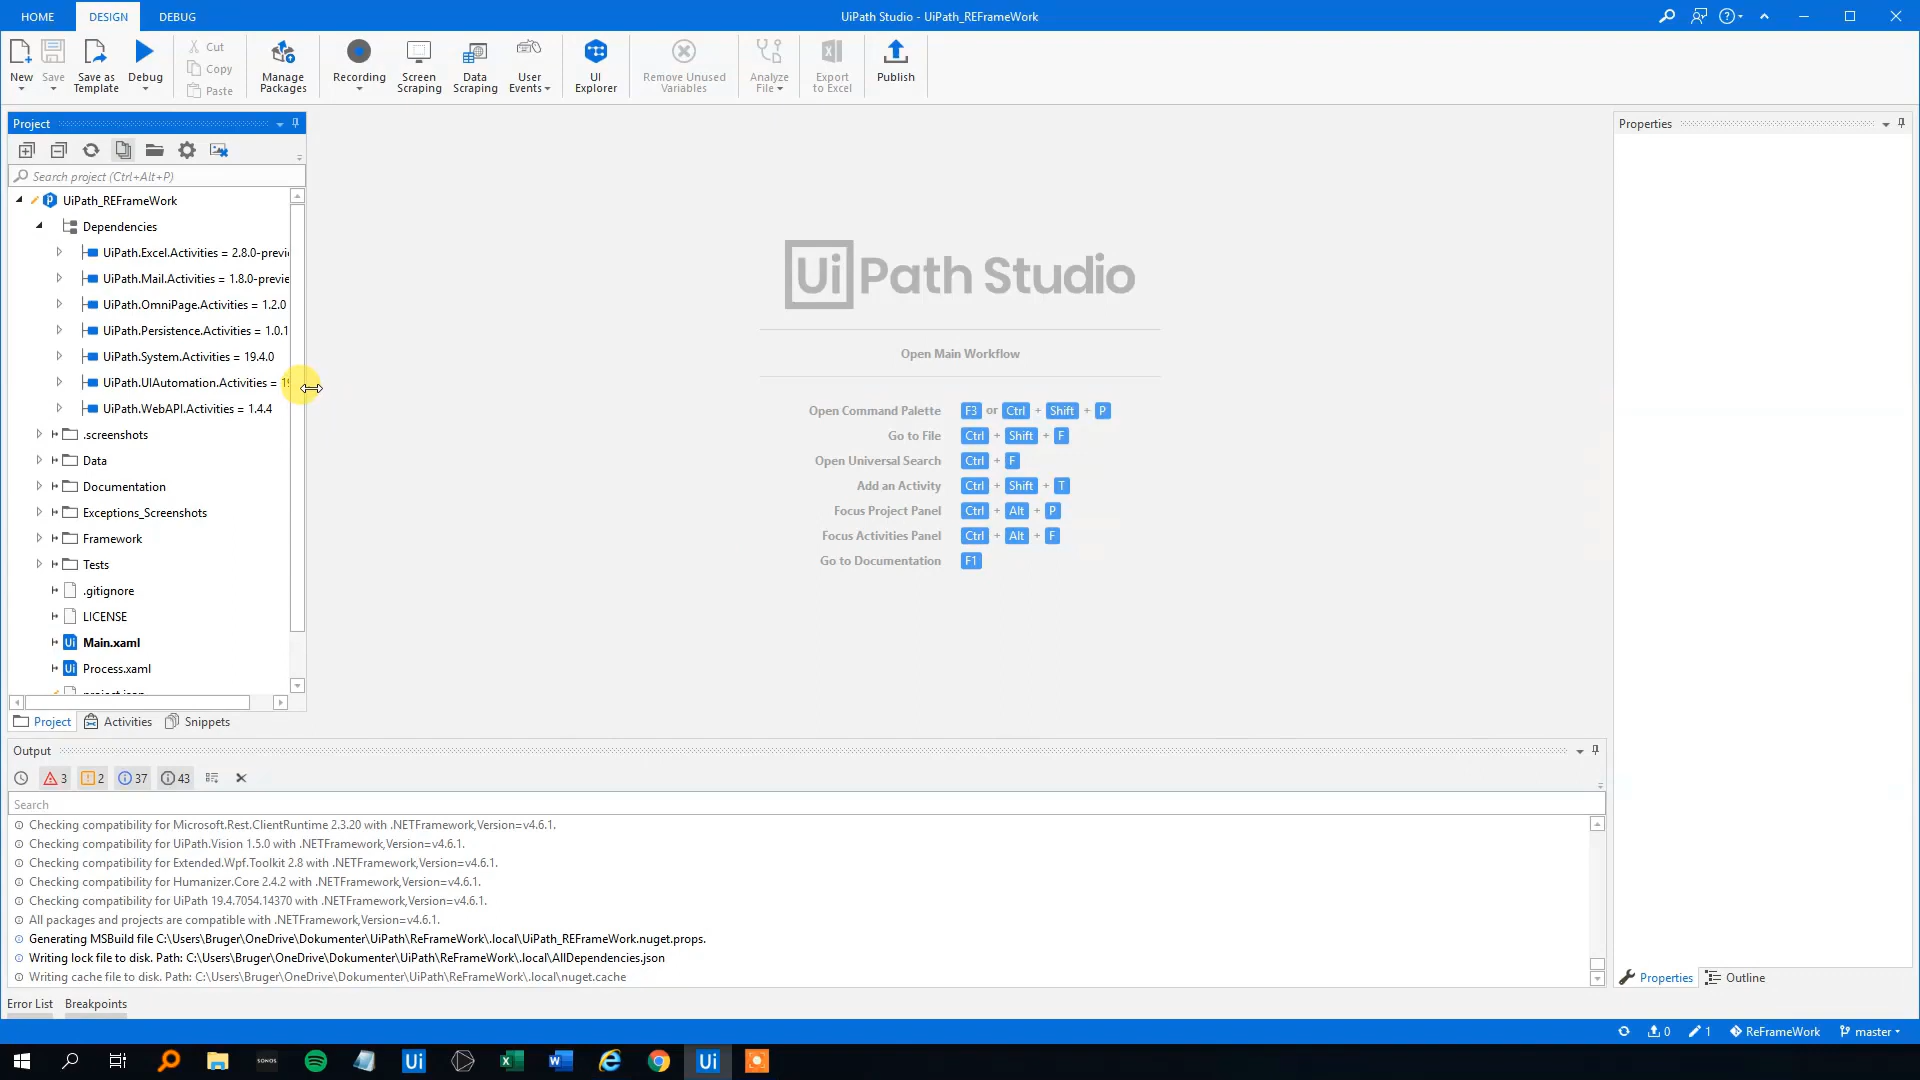 HOME
DESIGN
DEBUG
UiPath Studio - UiPath_REFrameWork
New
Save
Save as Template
Debug
Cut
Copy
Paste
Manage Packages
Recording
Screen Scraping
Data Scraping
User Events
UI Explorer
Remove Unused Variables
Analyze File
Export to Excel
Publish
Project
Search project (Ctrl+Alt+P)
UiPath_REFrameWork
Dependencies
UiPath.Excel.Activities = 2.8.0-previ
UiPath.Mail.Activities = 1.8.0-previe
UiPath.OmniPage.Activities = 1.2.0
UiPath.Persistence.Activities = 1.0.1
UiPath.System.Activities = 19.4.0
UiPath.UIAutomation.Activities = 19
UiPath.WebAPI.Activities = 1.4.4
.screenshots
Data
Documentation
Exceptions_Screenshots
Framework
Tests
.gitignore
LICENSE
Main.xaml
Process.xaml
project.json
Project
Activities
Snippets
UiPath Studio
Open Main Workflow
Open Command Palette F3 or Ctrl + Shift + P
Go to File Ctrl + Shift + F
Open Universal Search Ctrl + F
Add an Activity Ctrl + Shift + T
Focus Project Panel Ctrl + Alt + P
Focus Activities Panel Ctrl + Alt + F
Go to Documentation F1
Properties
Properties
Outline
Output
3
2
37
43
Search
Checking compatibility for Microsoft.Rest.ClientRuntime 2.3.20 with .NETFramework,Version=v4.6.1.
Checking compatibility for UiPath.Vision 1.5.0 with .NETFramework,Version=v4.6.1.
Checking compatibility for Extended.Wpf.Toolkit 2.8 with .NETFramework,Version=v4.6.1.
Checking compatibility for Humanizer.Core 2.4.2 with .NETFramework,Version=v4.6.1.
Checking compatibility for UiPath 19.4.7054.14370 with .NETFramework,Version=v4.6.1.
All packages and projects are compatible with .NETFramework,Version=v4.6.1.
Generating MSBuild file C:\Users\Bruger\OneDrive\Dokumenter\UiPath\ReFrameWork\.local\UiPath_REFrameWork.nuget.props.
Writing lock file to disk. Path: C:\Users\Bruger\OneDrive\Dokumenter\UiPath\ReFrameWork\.local\AllDependencies.json
Writing cache file to disk. Path: C:\Users\Bruger\OneDrive\Dokumenter\UiPath\ReFrameWork\.local\nuget.cache
Error List
Breakpoints
0
1
ReFrameWork
master
SONOS
Ui
Ui